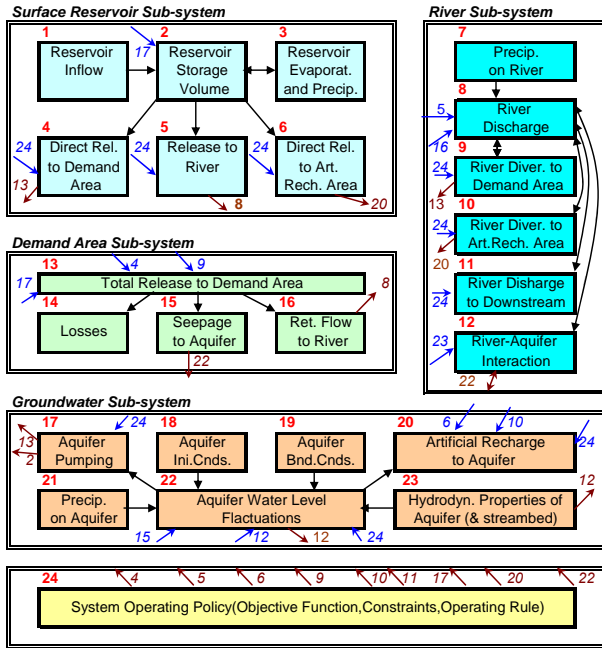 Surface Reservoir Sub-system
1
Reservoir
Inflow
17
2
Reservoir
Storage
Volume
3
Reservoir
Evaporat.
and Precip.
4
24
Direct Rel.
to Demand
Area
13
5
24
Release to
River
8
6
24
Direct Rel.
to Art.
Rech. Area
20
River Sub-system
7
Precip.
on River
8
5
River
Discharge
16
9
24
River Diver. to
Demand Area
13
10
24
River Diver. to
Art.Rech. Area
20
11
River Disharge
to Downstream
24
12
23
River-Aquifer
Interaction
22
Demand Area Sub-system
13
4
9
17
Total Release to Demand Area
8
14
Losses
15
Seepage
to Aquifer
22
16
Ret. Flow
to River
Groundwater Sub-system
17
24
13
2
Aquifer
Pumping
18
Aquifer
Ini.Cnds.
19
Aquifer
Bnd.Cnds.
20
6
10
24
Artificial Recharge
to Aquifer
21
Precip.
on Aquifer
22
Aquifer Water Level
Flactuations
15
12
12
24
23
Hydrodyn. Properties of
Aquifer (& streambed)
12
24
4
5
6
9
10
11
17
20
22
System Operating Policy(Objective Function,Constraints,Operating Rule)